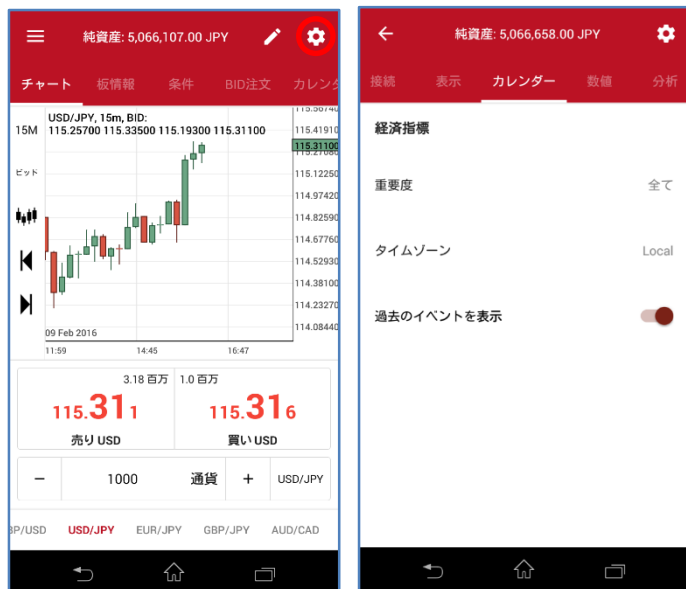 純資産: 5,066,107.00 JPY
チャート 板情報 条件 BID注文 カレンダ
USD/JPY, 15m, BID:
15M 115.25700 115.33500 115.19300 115.31100
ビッド
115.56740
115.41910
115.31100
115.27080
115.12250
114.97420
114.82590
114.67760
114.52930
114.38100
114.23270
114.08440
09 Feb 2016
11:59 14:45 16:47
3.18 百万 1.0 百万
115.311 115.316
売り USD 買い USD
− 1000 通貨 + USD/JPY
BP/USD USD/JPY EUR/JPY GBP/JPY AUD/CAD
純資産: 5,066,658.00 JPY
接続 表示 カレンダー 数値 分析
経済指標
重要度 全て
タイムゾーン Local
過去のイベントを表示